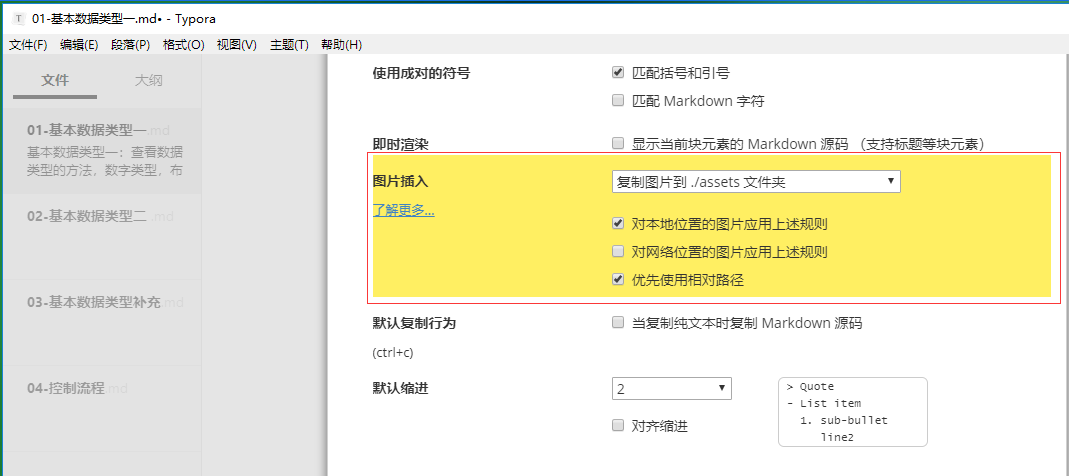 T 01-基本数据类型一.md• - Typora
文件(F) 编辑(E) 段落(P) 格式(O) 视图(V) 主题(T) 帮助(H)
文件 大纲
01-基本数据类型一.md
基本数据类型一：查看数据
类型的方法，数字类型，布
02-基本数据类型二 .md
03-基本数据类型补充.md
04-控制流程.md
使用成对的符号
匹配括号和引号
匹配 Markdown 字符
即时渲染
显示当前块元素的 Markdown 源码 （支持标题等块元素）
图片插入
复制图片到 ./assets 文件夹
了解更多...
对本地位置的图片应用上述规则
对网络位置的图片应用上述规则
优先使用相对路径
默认复制行为
当复制纯文本时复制 Markdown 源码
(ctrl+c)
默认缩进
2
对齐缩进
> Quote
- List item
1. sub-bullet
line2